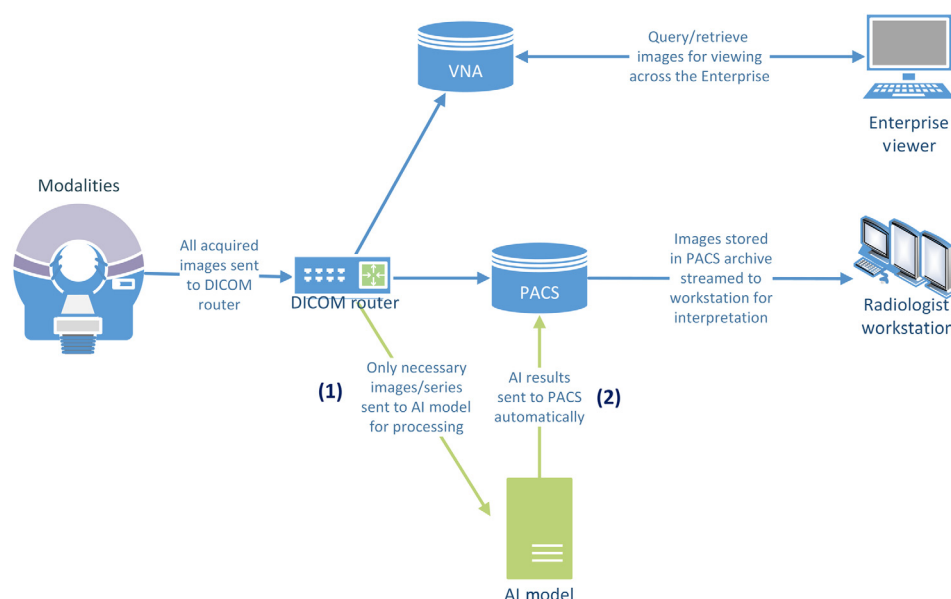 VNA
Query/retrieve
images for viewing
across the Enterprise
Enterprise
viewer
Modalities
All acquired
images sent
to DICOM
router
DICOM router
PACS
Images stored
in PACS archive
streamed to
workstation for
interpretation
Radiologist
workstation
(1)
Only necessary
images/series
sent to AI model
for processing
AI results
sent to PACS
automatically
(2)
AI model